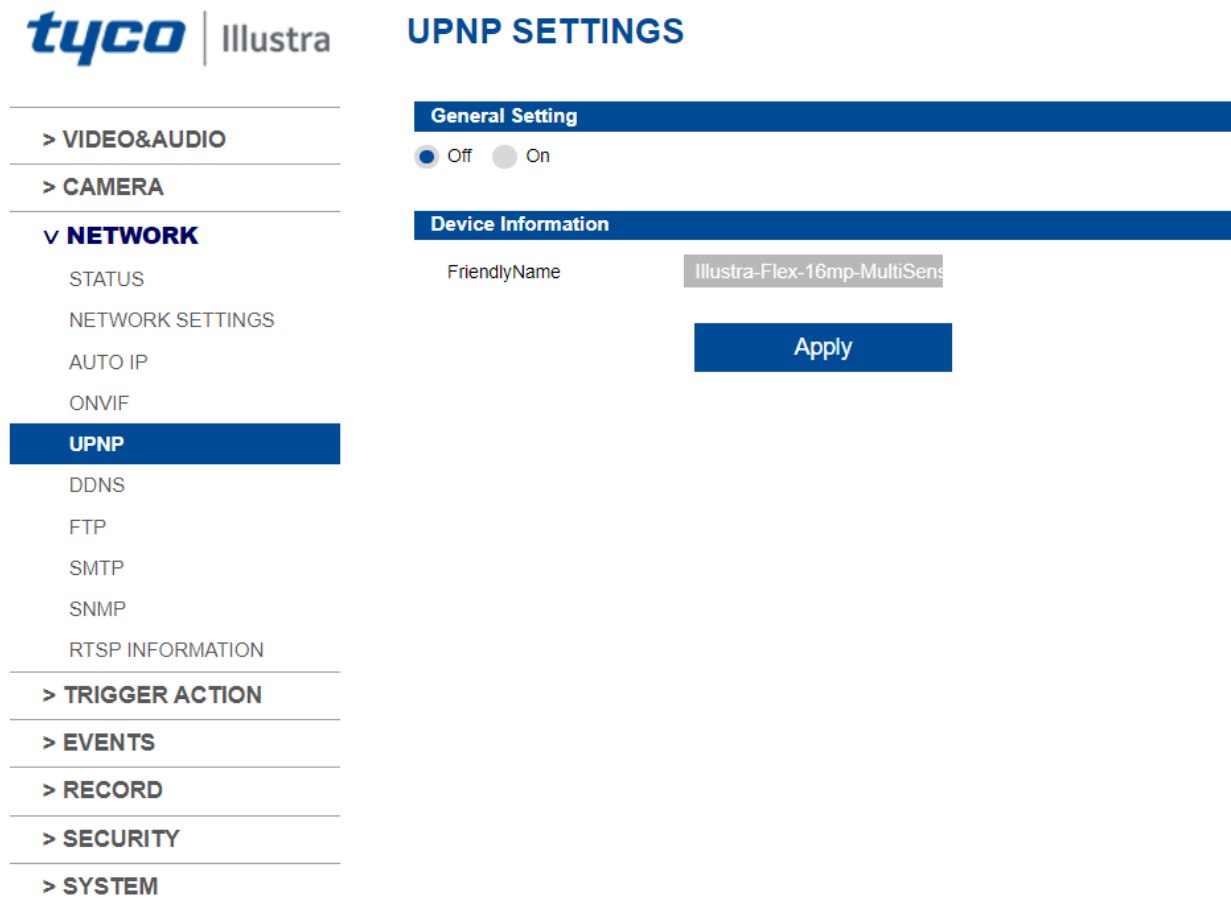 tyco | Illustra
UPNP SETTINGS
> VIDEO&AUDIO
> CAMERA
v NETWORK
STATUS
NETWORK SETTINGS
AUTO IP
ONVIF
UPNP
DDNS
FTP
SMTP
SNMP
RTSP INFORMATION
> TRIGGER ACTION
> EVENTS
> RECORD
> SECURITY
> SYSTEM
General Setting
Off On
Device Information
FriendlyName Illustra-Flex-16mp-MultiSens
Apply